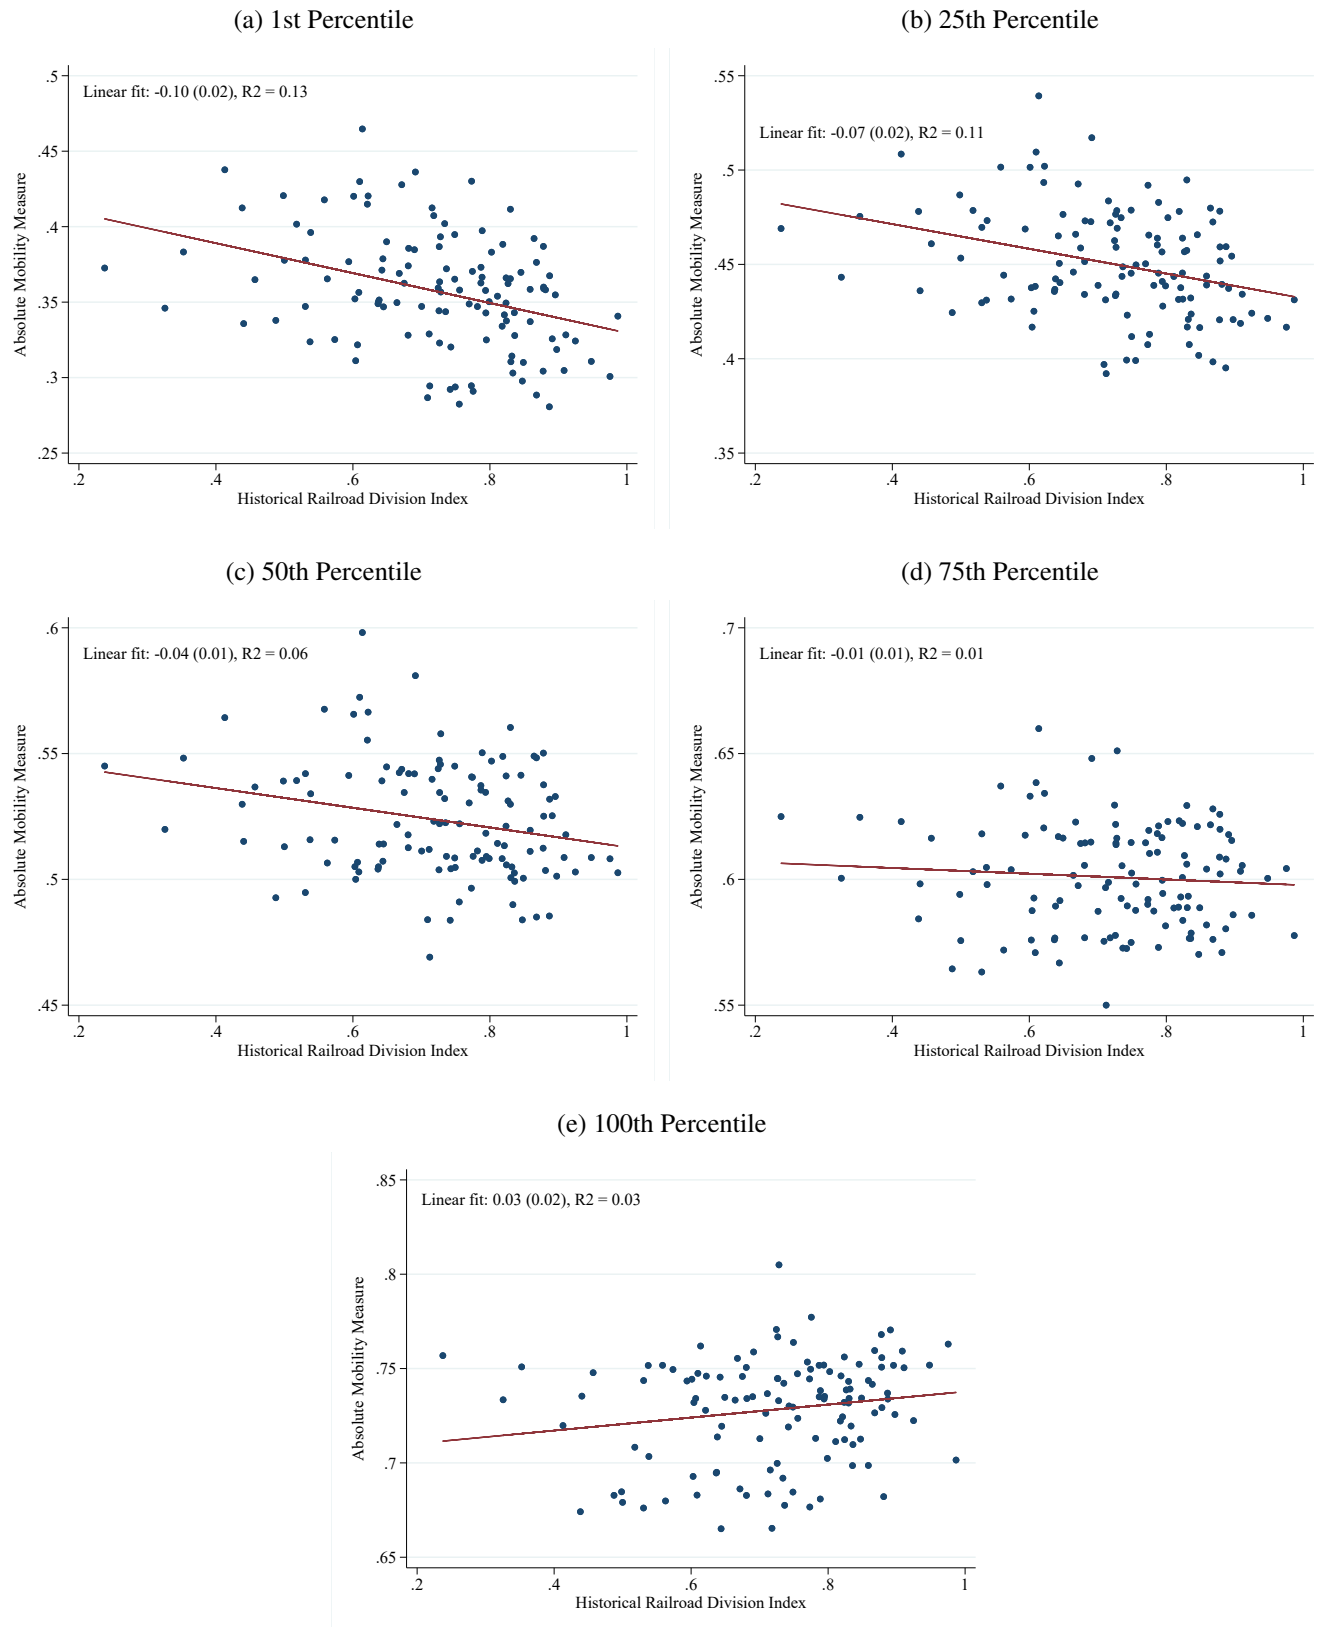 (a) 1st Percentile
Linear fit: -0.10 (0.02), R2 = 0.13
Absolute Mobility Measure
.5
.45
.4
.35
.3
.25
.2 .4 .6 .8 1
Historical Railroad Division Index
(b) 25th Percentile
Linear fit: -0.07 (0.02), R2 = 0.11
Absolute Mobility Measure
.55
.5
.45
.4
.35
.2 .4 .6 .8 1
Historical Railroad Division Index
(c) 50th Percentile
Linear fit: -0.04 (0.01), R2 = 0.06
Absolute Mobility Measure
.6
.55
.5
.45
.2 .4 .6 .8 1
Historical Railroad Division Index
(d) 75th Percentile
Linear fit: -0.01 (0.01), R2 = 0.01
Absolute Mobility Measure
.7
.65
.6
.55
.2 .4 .6 .8 1
Historical Railroad Division Index
(e) 100th Percentile
Linear fit: 0.03 (0.02), R2 = 0.03
Absolute Mobility Measure
.85
.8
.75
.7
.65
.2 .4 .6 .8 1
Historical Railroad Division Index